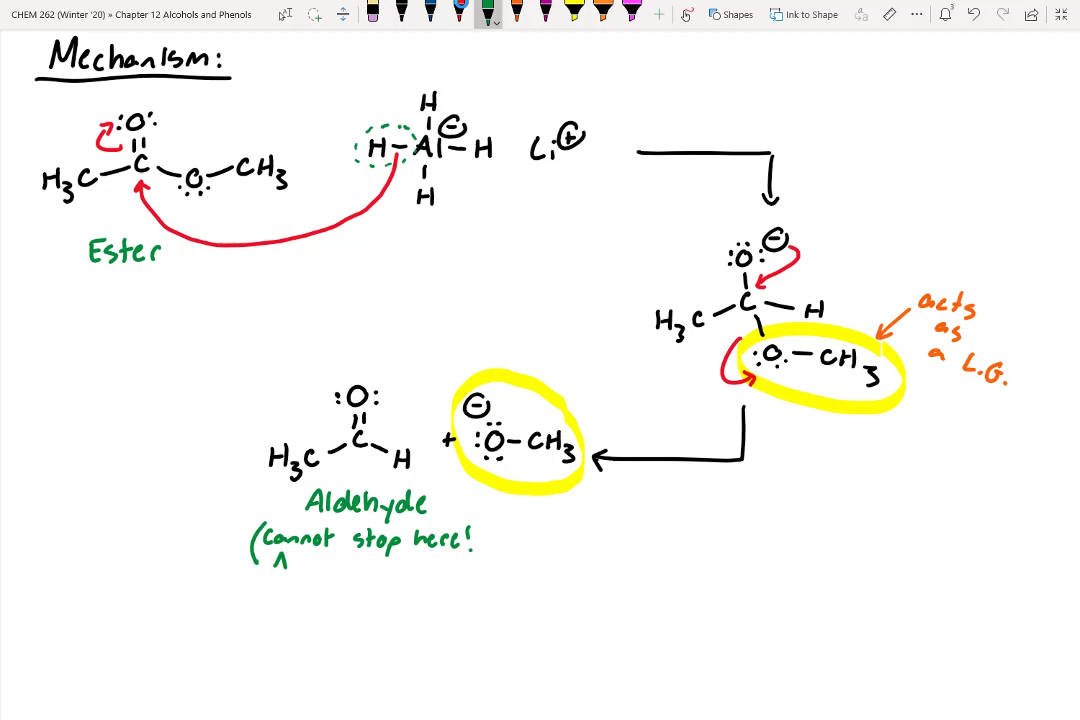 CHEM 262 (Winter '20) » Chapter 12 Alcohols and Phenols
Shapes
Ink to Shape
3
Mechanism:
:O:
H₃C C O CH₃
H
H–Al–H
⊖
H
Li⊕
Ester
:O: ⊖
H₃C C H
:O–CH₃
acts
as
a L.G.
:O:
H₃C C H
+
⊖
:O–CH₃
Aldehyde
(Cannot stop here!